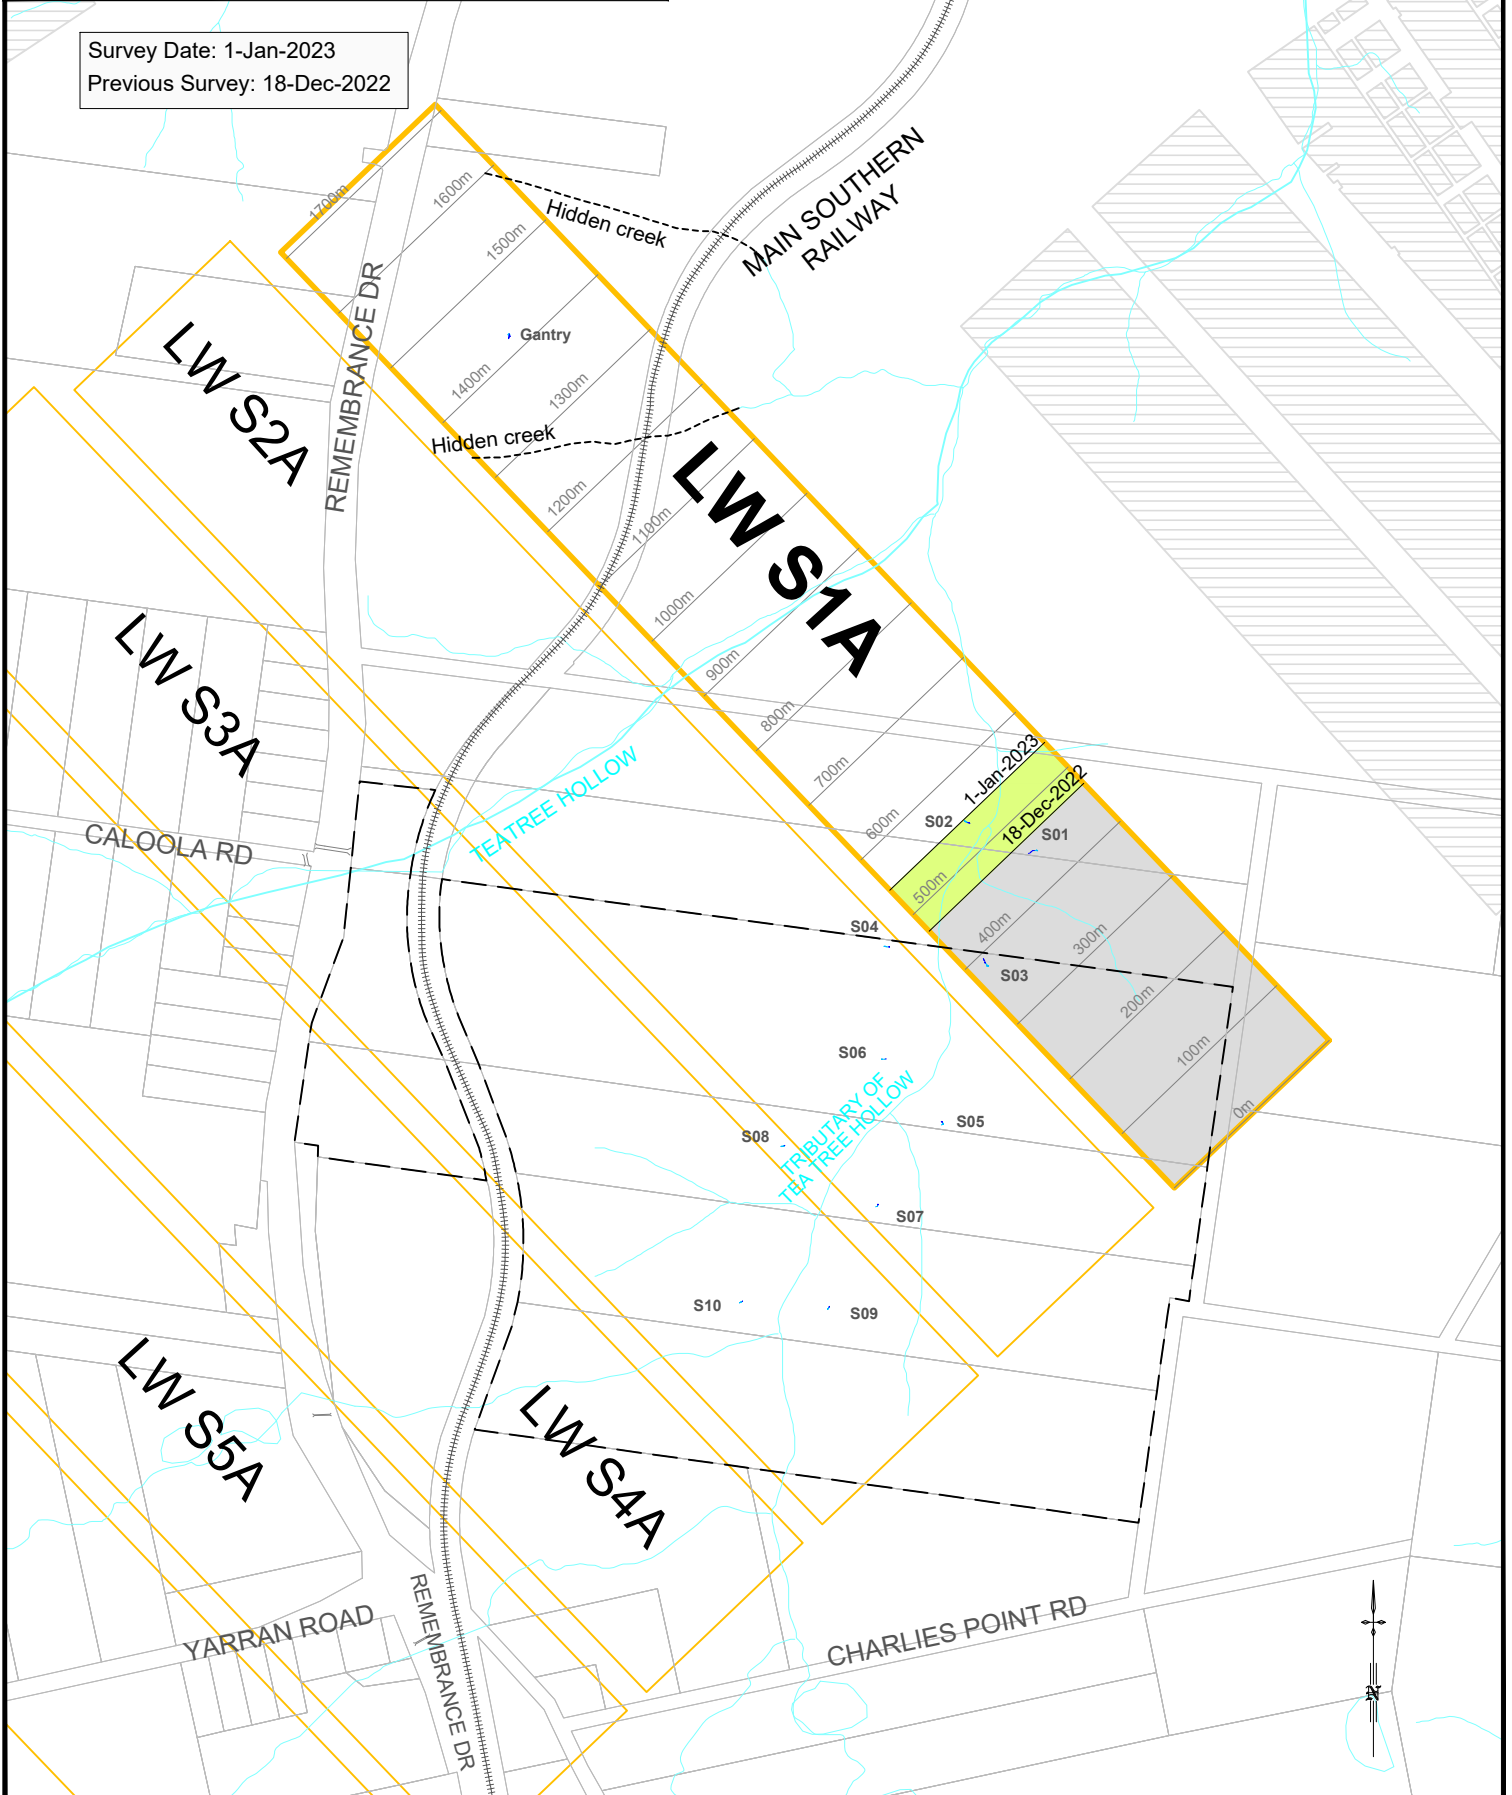 Survey Date: 1-Jan-2023
Previous Survey: 18-Dec-2022
MAIN SOUTHERN
RAILWAY
1700m
1600m
Hidden creek
1500m
REMEMBRANCE DR
Gantry
LW S2A
1400m
1300m
Hidden creek
LW S1A
1200m
1100m
1000m
900m
800m
700m
600m
LW S3A
TEATREE HOLLOW
CALOOLA RD
1-Jan-2023
18-Dec-2022
S02
S01
500m
400m
300m
200m
100m
0m
S04
S03
S06
S05
TRIBUTARY OF
TEA TREE HOLLOW
S08
S07
S10
S09
LW S5A
LW S4A
YARRAN ROAD
REMEMBRANCE DR
CHARLIES POINT RD
N